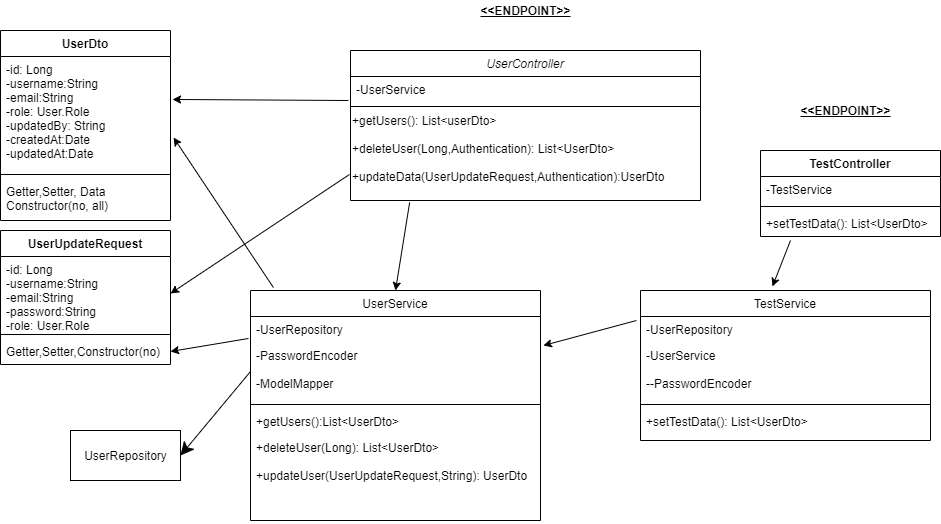 <<ENDPOINT>>
UserDto
-id: Long
-username:String
-email:String
-role: User.Role
-updatedBy: String
-createdAt:Date
-updatedAt:Date
Getter,Setter, Data
Constructor(no, all)
UserController
-UserService
+getUsers(): List<userDto>
+deleteUser(Long,Authentication): List<UserDto>
+updateData(UserUpdateRequest,Authentication):UserDto
<<ENDPOINT>>
TestController
-TestService
+setTestData(): List<UserDto>
UserUpdateRequest
-id: Long
-username:String
-email:String
-password:String
-role: User.Role
Getter,Setter,Constructor(no)
UserService
-UserRepository
-PasswordEncoder
-ModelMapper
+getUsers():List<UserDto>
+deleteUser(Long): List<UserDto>
+updateUser(UserUpdateRequest,String): UserDto
TestService
-UserRepository
-UserService
--PasswordEncoder
+setTestData(): List<UserDto>
UserRepository